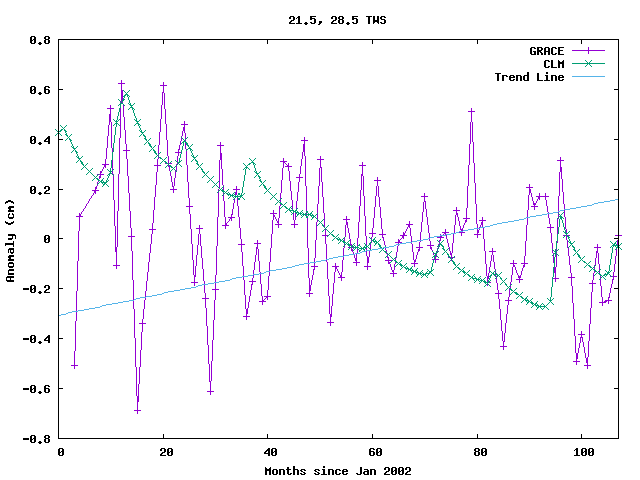 21.5, 28.5 TWS
GRACE
CLM
Trend Line
0.8
0.6
0.4
0.2
0
-0.2
-0.4
-0.6
-0.8
Anomaly (cm)
0 20 40 60 80 100
Months since Jan 2002